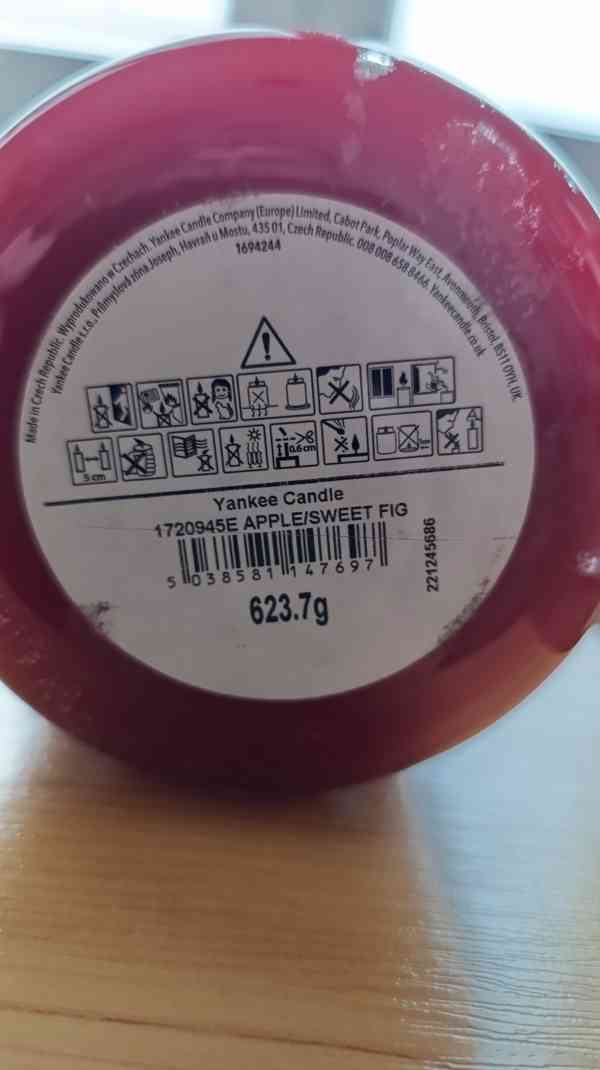 Made in Czech Republic. Wyprodukowano w Czechach. Yankee Candle Company (Europe) Limited, Cabot Park, Poplar Way East, Avonmouth, Bristol, BS11 0YH, UK.
Yankee Candle s.r.o., Průmyslová zóna Joseph, Havraň u Mostu, 435 01, Czech Republic. 008 008 658 8466. Yankeecandle.co.uk
1694244
5 cm
0.6 cm
Yankee Candle
1720945E APPLE/SWEET FIG
5 038581 147697
221245686
623.7g